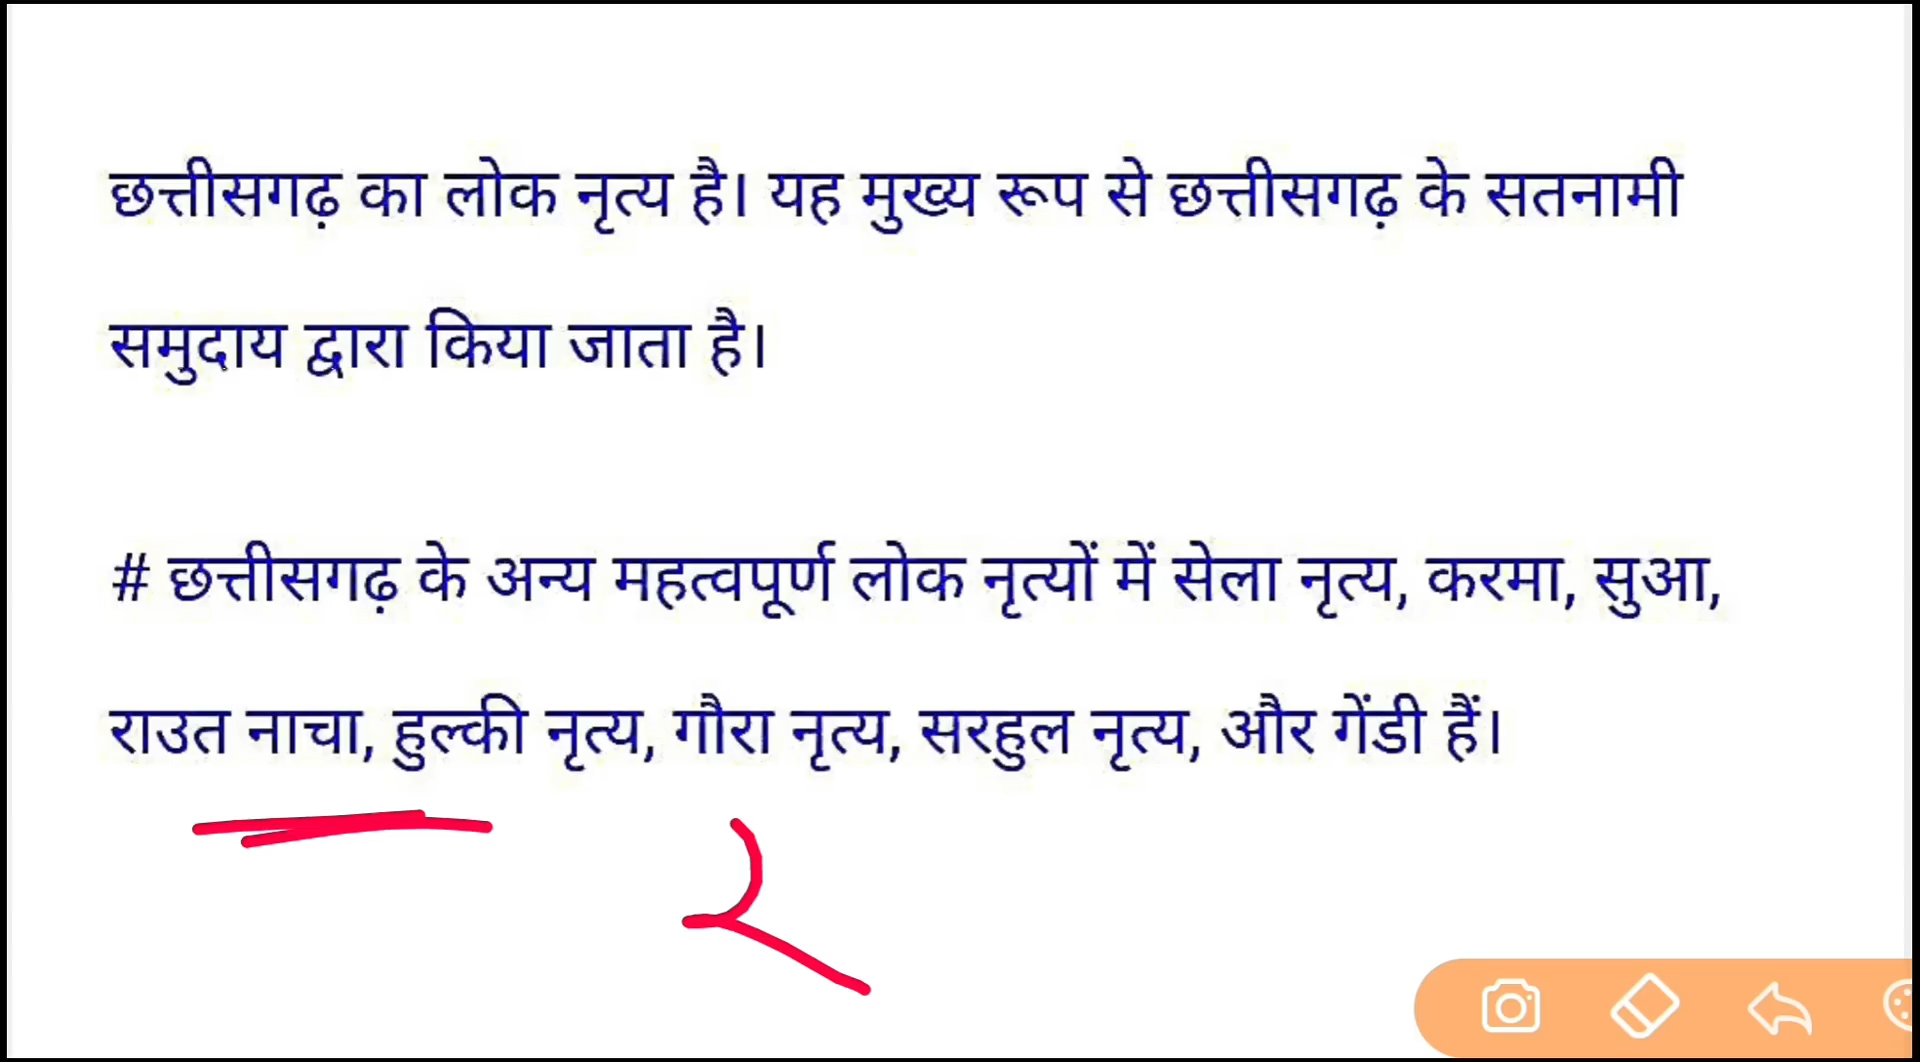 छत्तीसगढ़ का लोक नृत्य है। यह मुख्य रूप से छत्तीसगढ़ के सतनामी
समुदाय द्वारा किया जाता है।
# छत्तीसगढ़ के अन्य महत्वपूर्ण लोक नृत्यों में सेला नृत्य, करमा, सुआ,
राउत नाचा, हुल्की नृत्य, गौरा नृत्य, सरहुल नृत्य, और गेंडी हैं।